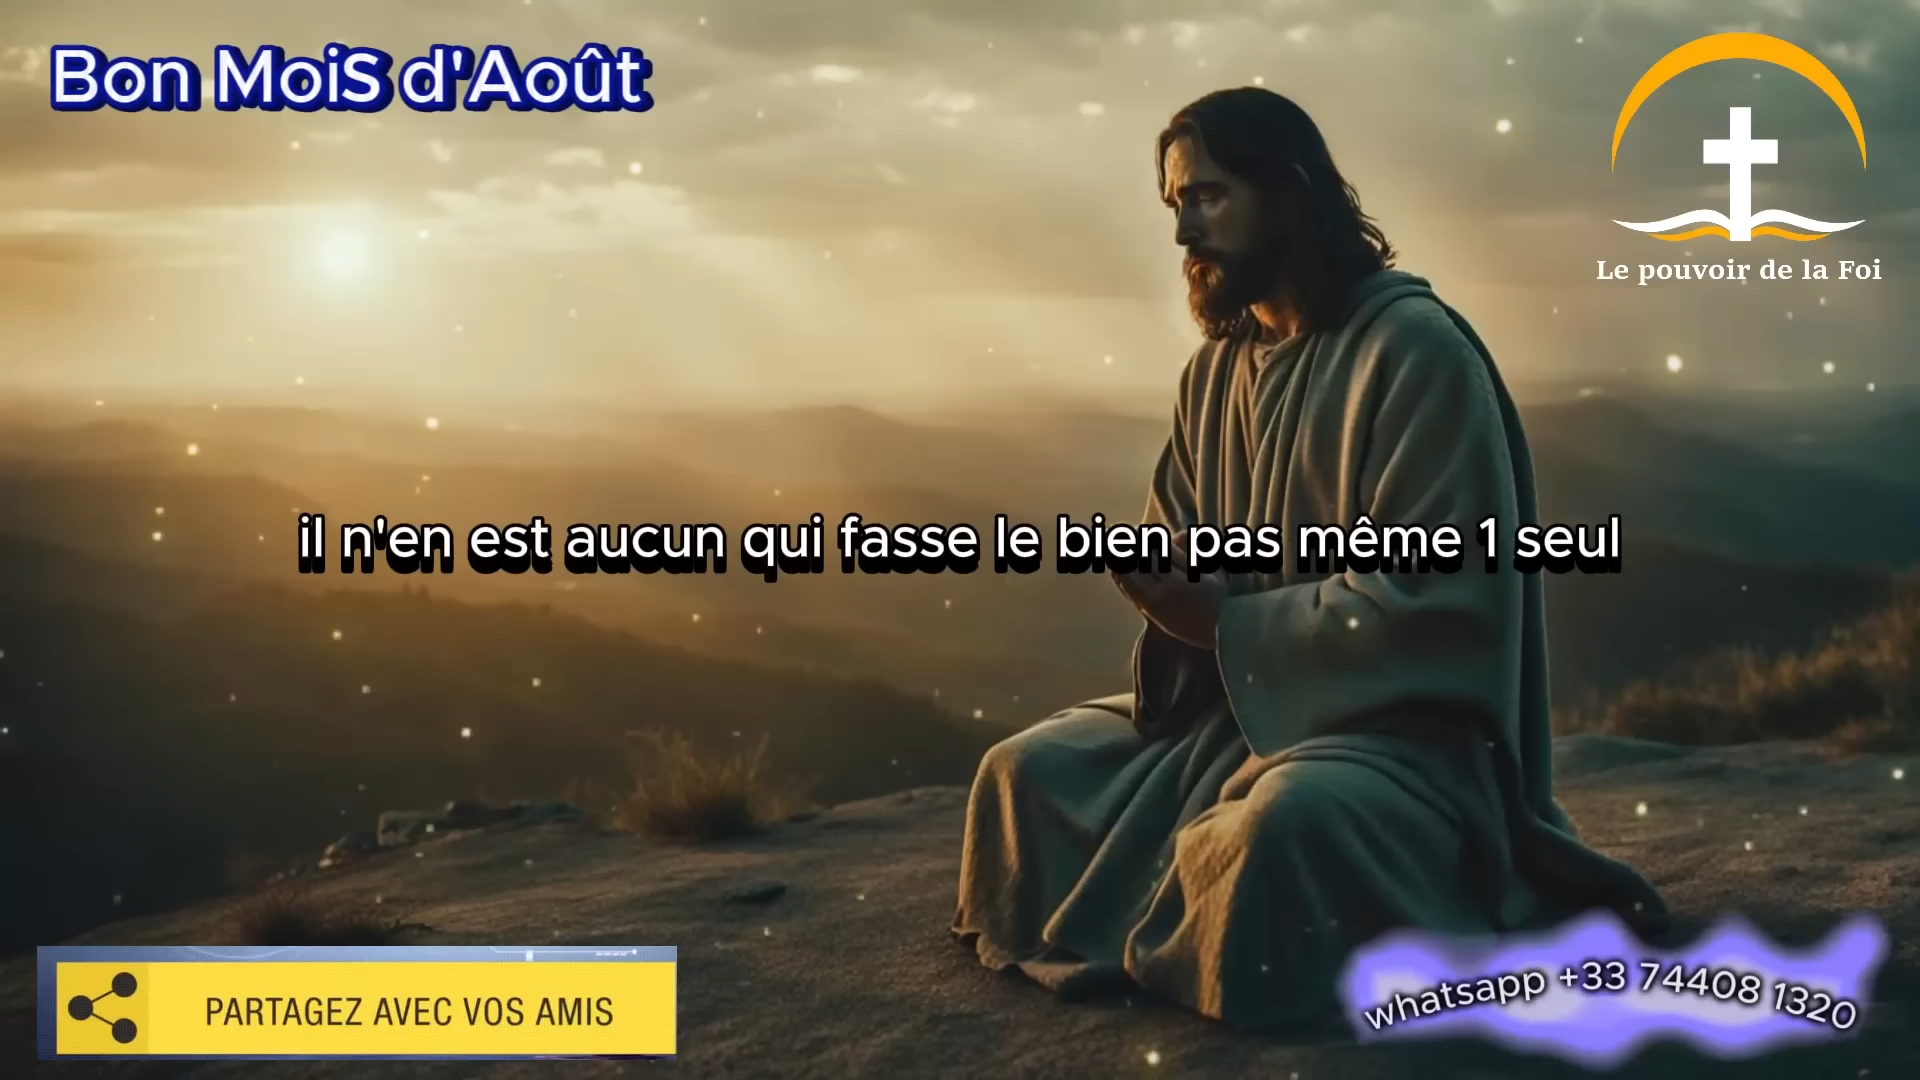 Bon MoiS d'Août
Le pouvoir de la Foi
il n'en est aucun qui fasse le bien pas même 1 seul
PARTAGEZ AVEC VOS AMIS
whatsapp +33 74408 1320